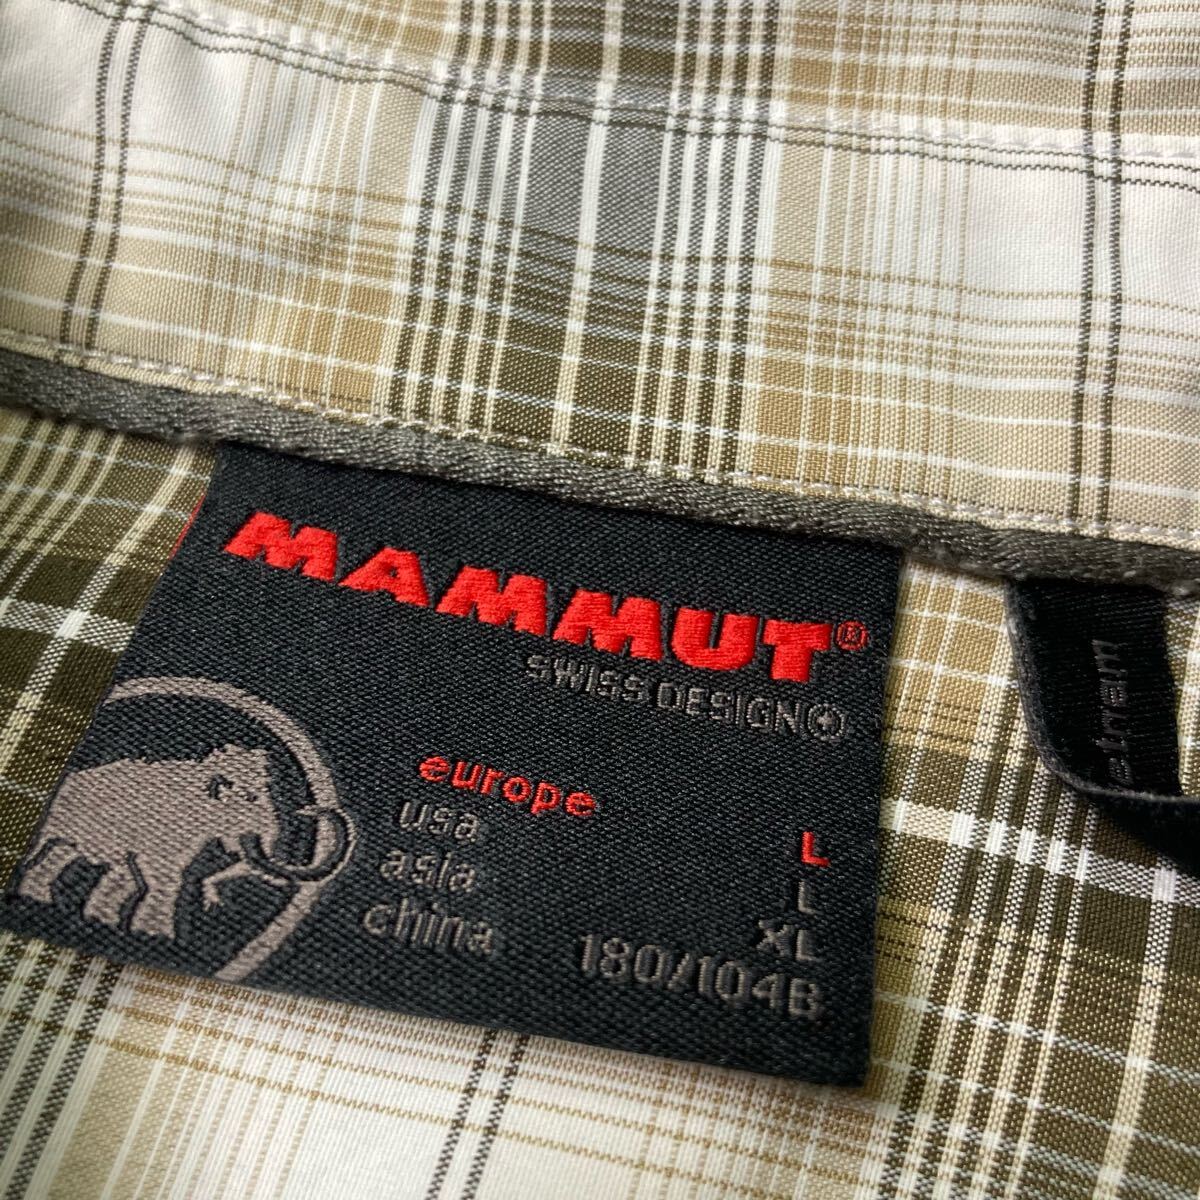 MAMMUT®
SWISS DESIGN
europe L
usa L
asia XL
china 180/104B